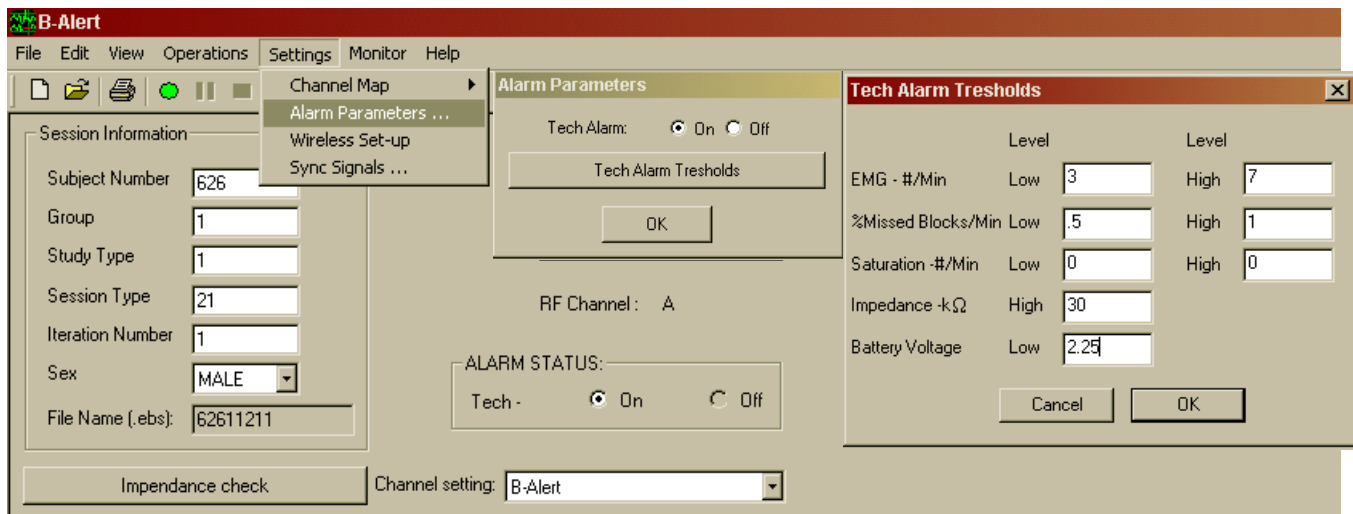 B-Alert
File Edit View Operations Settings Monitor Help
Channel Map
Alarm Parameters ...
Wireless Set-up
Sync Signals ...
Session Information
Subject Number 626
Group 1
Study Type 1
Session Type 21
Iteration Number 1
Sex MALE
File Name (.ebs): 62611211
Impendance check
Alarm Parameters
Tech Alarm: On Off
Tech Alarm Tresholds
OK
RF Channel : A
ALARM STATUS:
Tech - On Off
Channel setting: B-Alert
Tech Alarm Tresholds
Level Level
EMG - #/Min Low 3 High 7
%Missed Blocks/Min Low .5 High 1
Saturation -#/Min Low 0 High 0
Impedance -kΩ High 30
Battery Voltage Low 2.25
Cancel OK